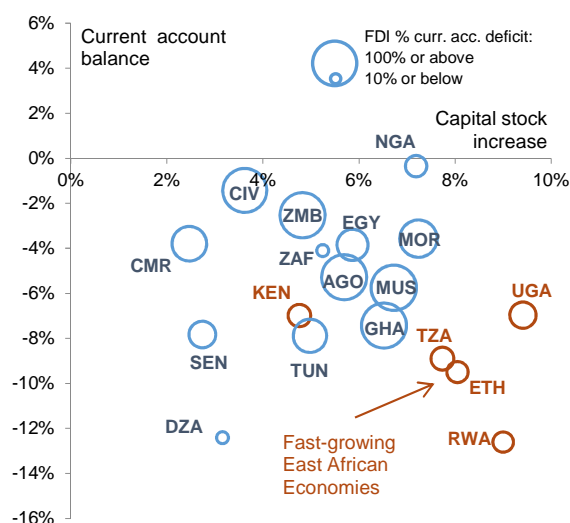 6%
Current account
balance
FDI % curr. acc. deficit:
100% or above
10% or below
4%
2%
Capital stock
increase
NGA
0%
0%
2%
4%
6%
8%
10%
CIV
-2%
ZMB
EGY
MOR
CMR
-4%
ZAF
AGO
MUS
-6%
KEN
UGA
GHA
TZA
-8%
SEN
TUN
ETH
-10%
DZA
-12%
Fast-growing
East African
Economies
RWA
-14%
-16%